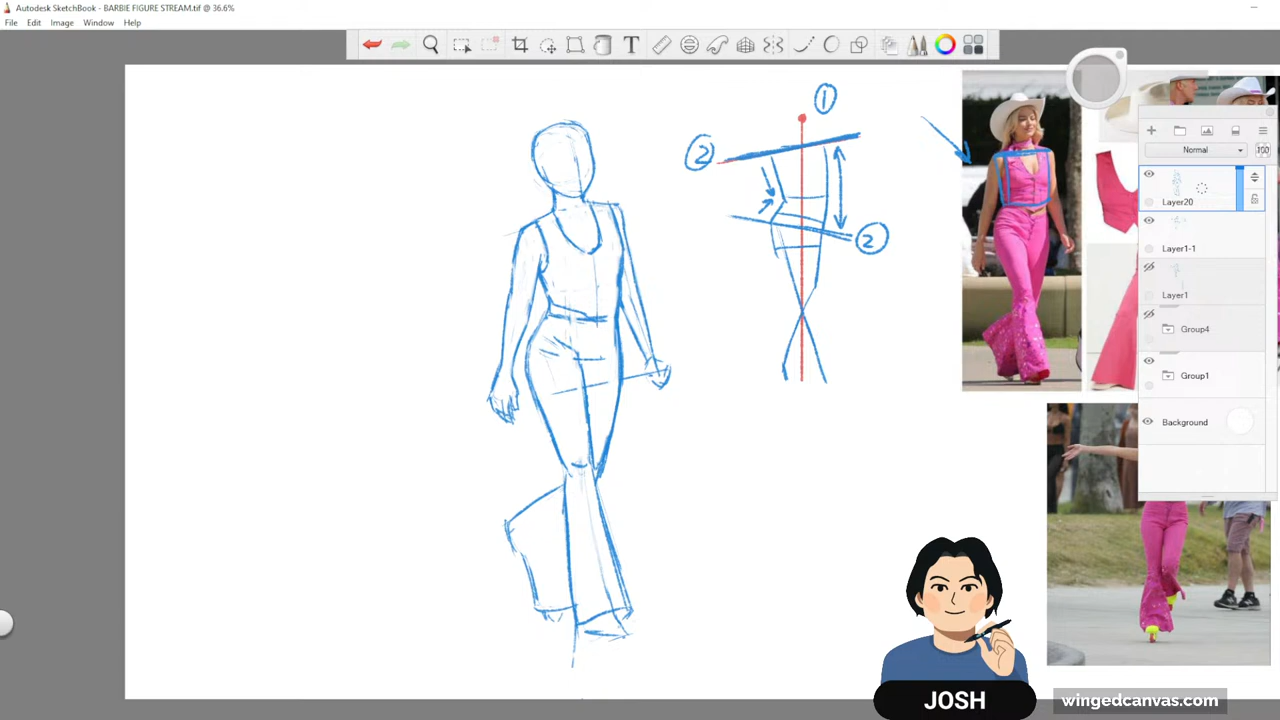 Autodesk SketchBook - BARBIE FIGURE STREAM.tif @ 36.6%
File Edit Image Window Help
T
1
2
2
Normal
100
Layer20
Layer1-1
Layer1
Group4
Group1
Background
JOSH
wingedcanvas.com